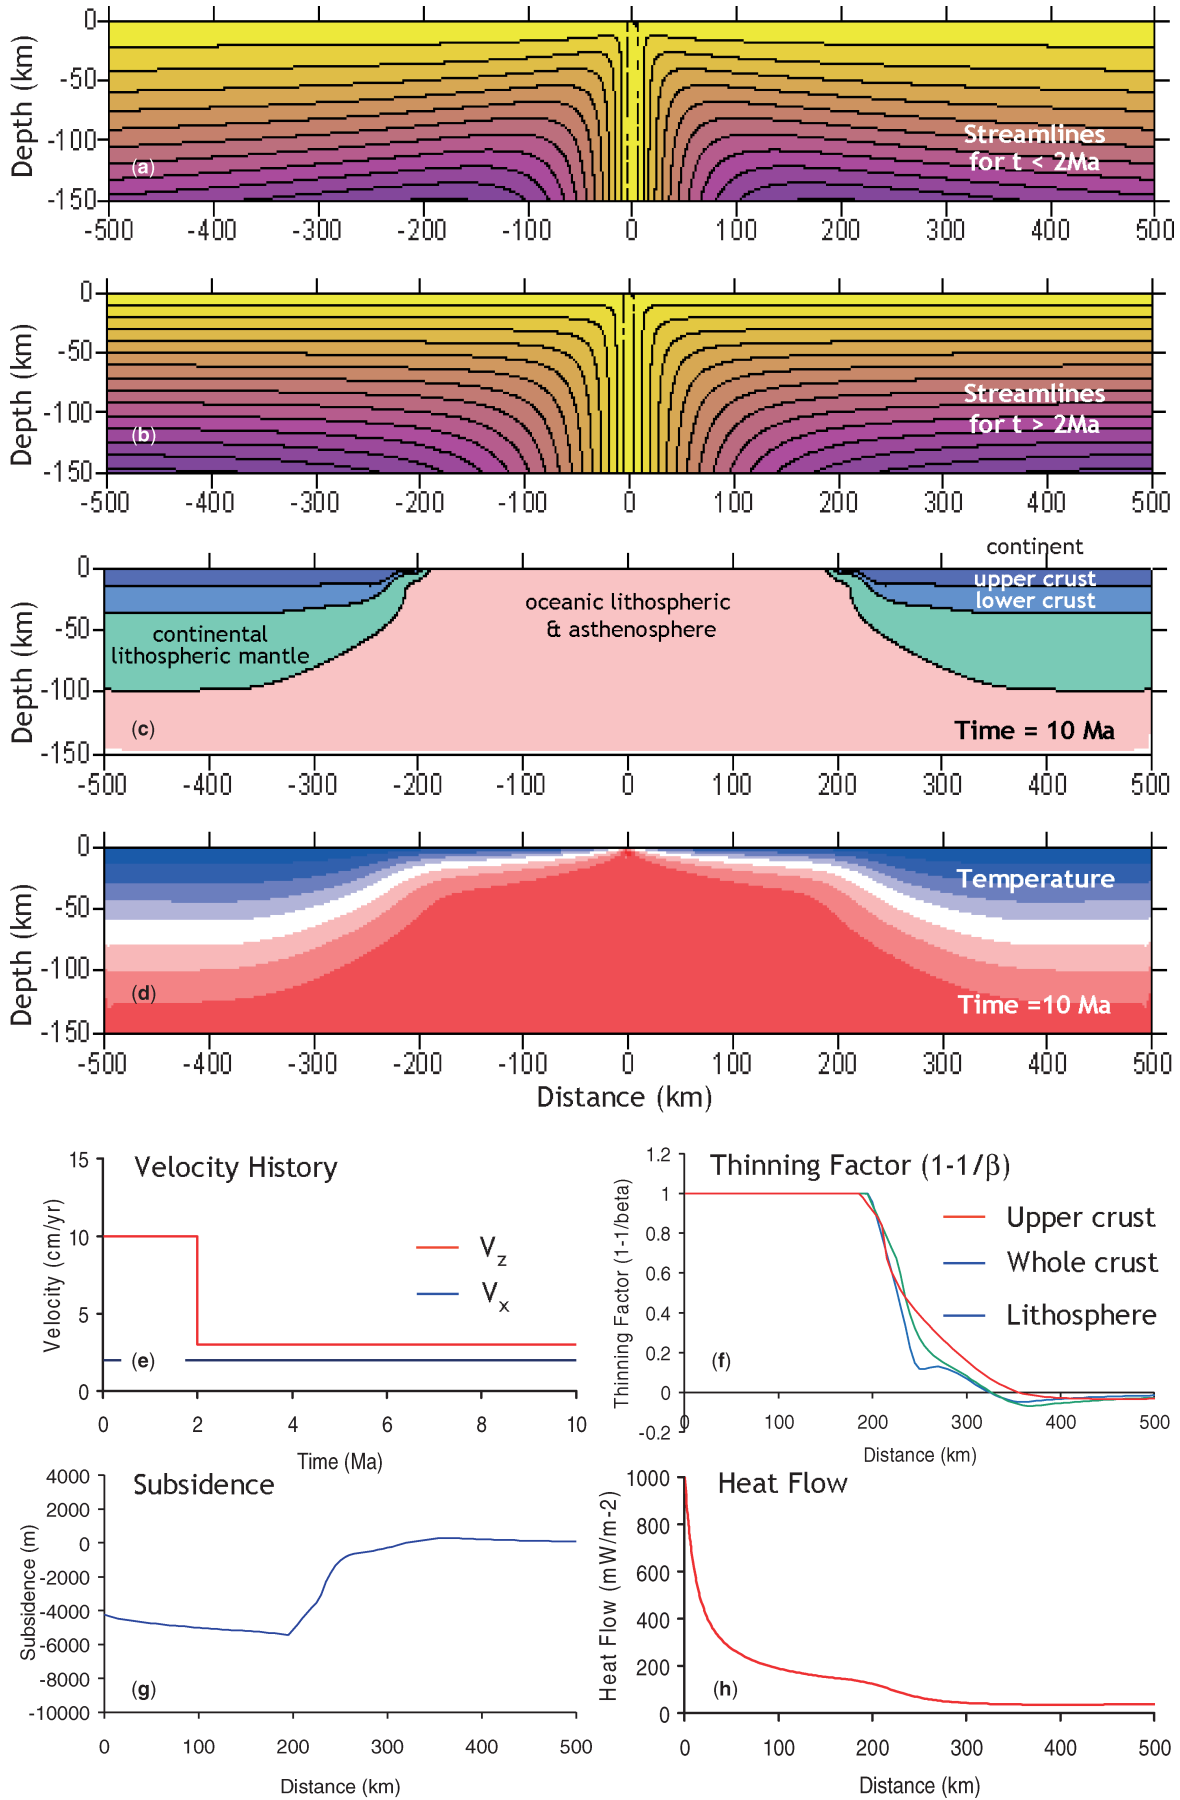 0
-50
-100
-150
Depth (km)
(a)
Streamlines
for t < 2Ma
-500 -400 -300 -200 -100 0 100 200 300 400 500
0
-50
-100
-150
Depth (km)
(b)
Streamlines
for t > 2Ma
-500 -400 -300 -200 -100 0 100 200 300 400 500
continent
0
-50
-100
-150
Depth (km)
upper crust
lower crust
oceanic lithospheric
& asthenosphere
continental
lithospheric mantle
(c)
Time = 10 Ma
-500 -400 -300 -200 -100 0 100 200 300 400 500
0
-50
-100
-150
Depth (km)
Temperature
(d)
Time =10 Ma
-500 -400 -300 -200 -100 0 100 200 300 400 500
Distance (km)
Velocity History
15
10
5
0
Velocity (cm/yr)
Vz
Vx
(e)
0 2 4 6 8 10
Time (Ma)
Thinning Factor (1-1/β)
1.2
1
0.8
0.6
0.4
0.2
0
-0.2
Thinning Factor (1-1/beta)
Upper crust
Whole crust
Lithosphere
(f)
0 100 200 300 400 500
Distance (km)
Subsidence
4000
2000
0
-2000
-4000
-6000
-8000
-10000
Subsidence (m)
(g)
0 100 200 300 400 500
Distance (km)
Heat Flow
1000
800
600
400
200
0
Heat Flow (mW/m-2)
(h)
0 100 200 300 400 500
Distance (km)